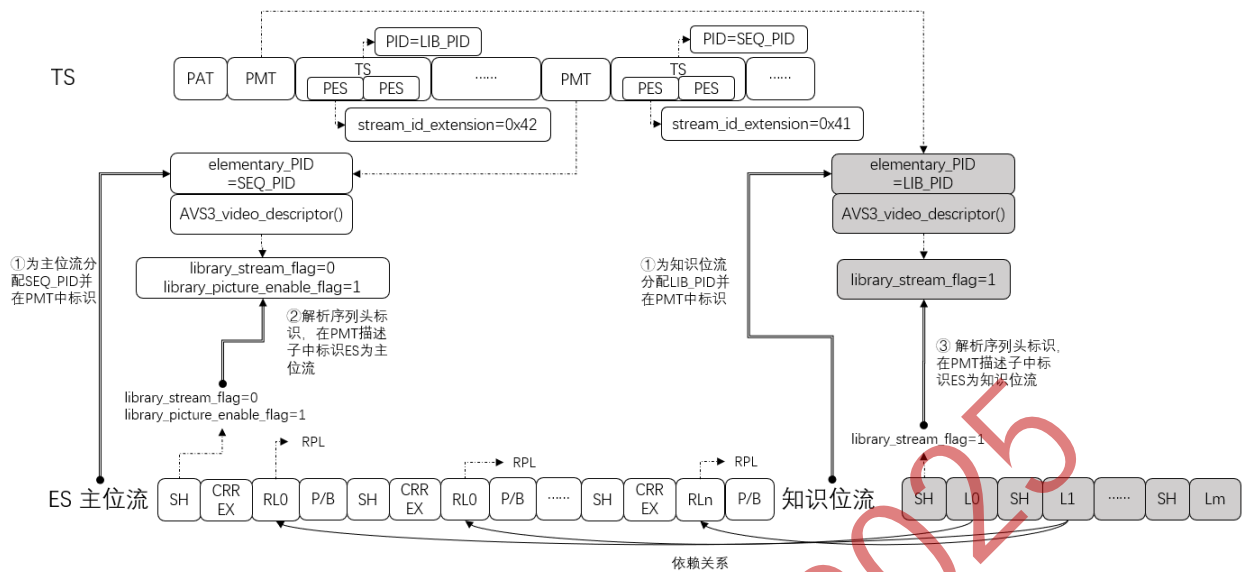 PID=LIB_PID
PID=SEQ_PID
TS
PAT
PMT
TS
PES
PES
......
PMT
TS
PES
PES
......
stream_id_extension=0x42
stream_id_extension=0x41
elementary_PID
=SEQ_PID
AVS3_video_descriptor()
elementary_PID
=LIB_PID
AVS3_video_descriptor()
①为主位流分
配SEQ_PID并
在PMT中标识
library_stream_flag=0
library_picture_enable_flag=1
①为知识位流
分配LIB_PID并
在PMT中标识
library_stream_flag=1
②解析序列头标
识，在PMT描述
子中标识ES为主
位流
③ 解析序列头标识，
在PMT描述子中标
识ES为知识位流
library_stream_flag=0
library_picture_enable_flag=1
library_stream_flag=1
RPL
RPL
RPL
ES 主位流
SH
CRR
EX
RL0
P/B
SH
CRR
EX
RL0
P/B
......
SH
CRR
EX
RLn
P/B
知识位流
SH
L0
SH
L1
......
SH
Lm
依赖关系
2025